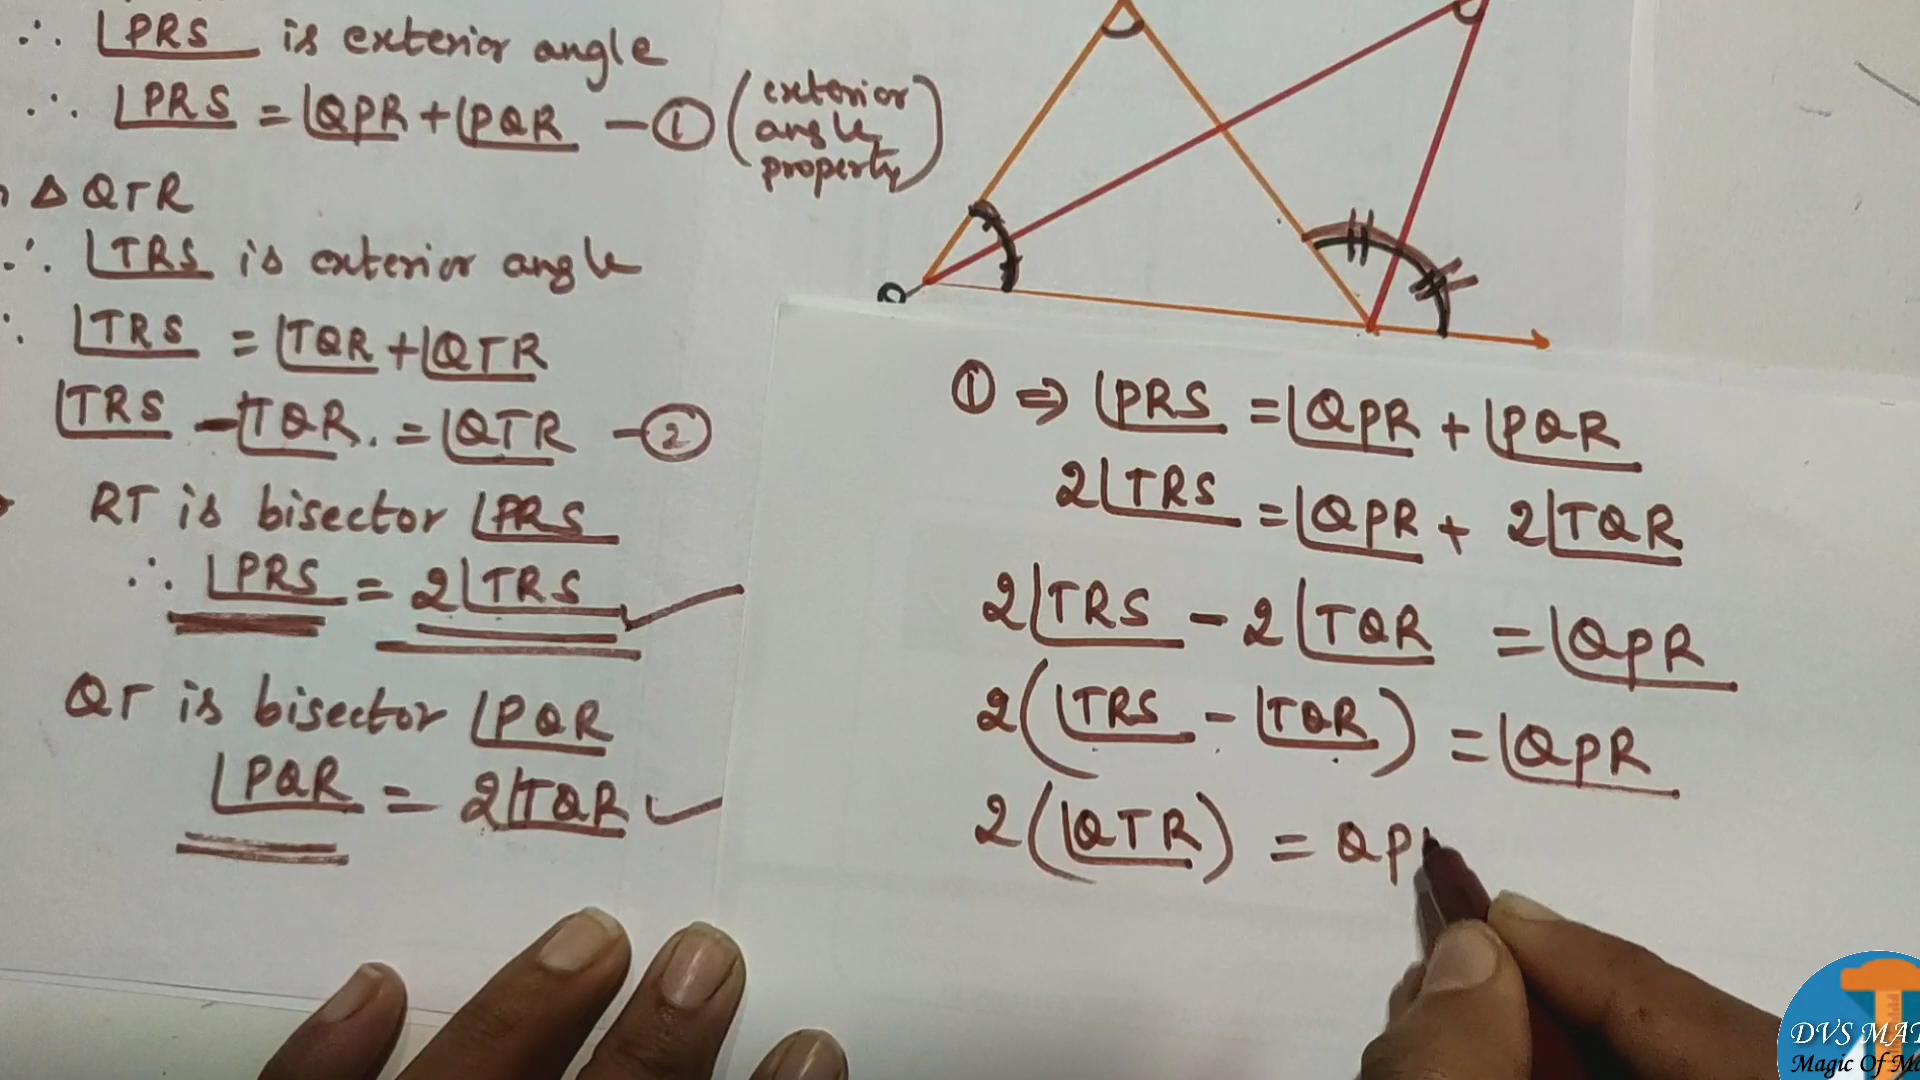 ∴ ∠PRS is exterior angle
∴ ∠PRS = ∠QPR + ∠PQR — ① (exterior angle property)
△ QTR
∴ ∠TRS is exterior angle
∴ ∠TRS = ∠TQR + ∠QTR
∠TRS - ∠TQR. = ∠QTR — ②
RT is bisector ∠PRS
∴ ∠PRS = 2∠TRS
QT is bisector ∠PQR
∠PQR = 2∠TQR
Q
① ⇒ ∠PRS = ∠QPR + ∠PQR
2∠TRS = ∠QPR + 2∠TQR
2∠TRS - 2∠TQR = ∠QPR
2(∠TRS - ∠TQR) = ∠QPR
2(∠QTR) = QP
DVS MA
Magic Of M